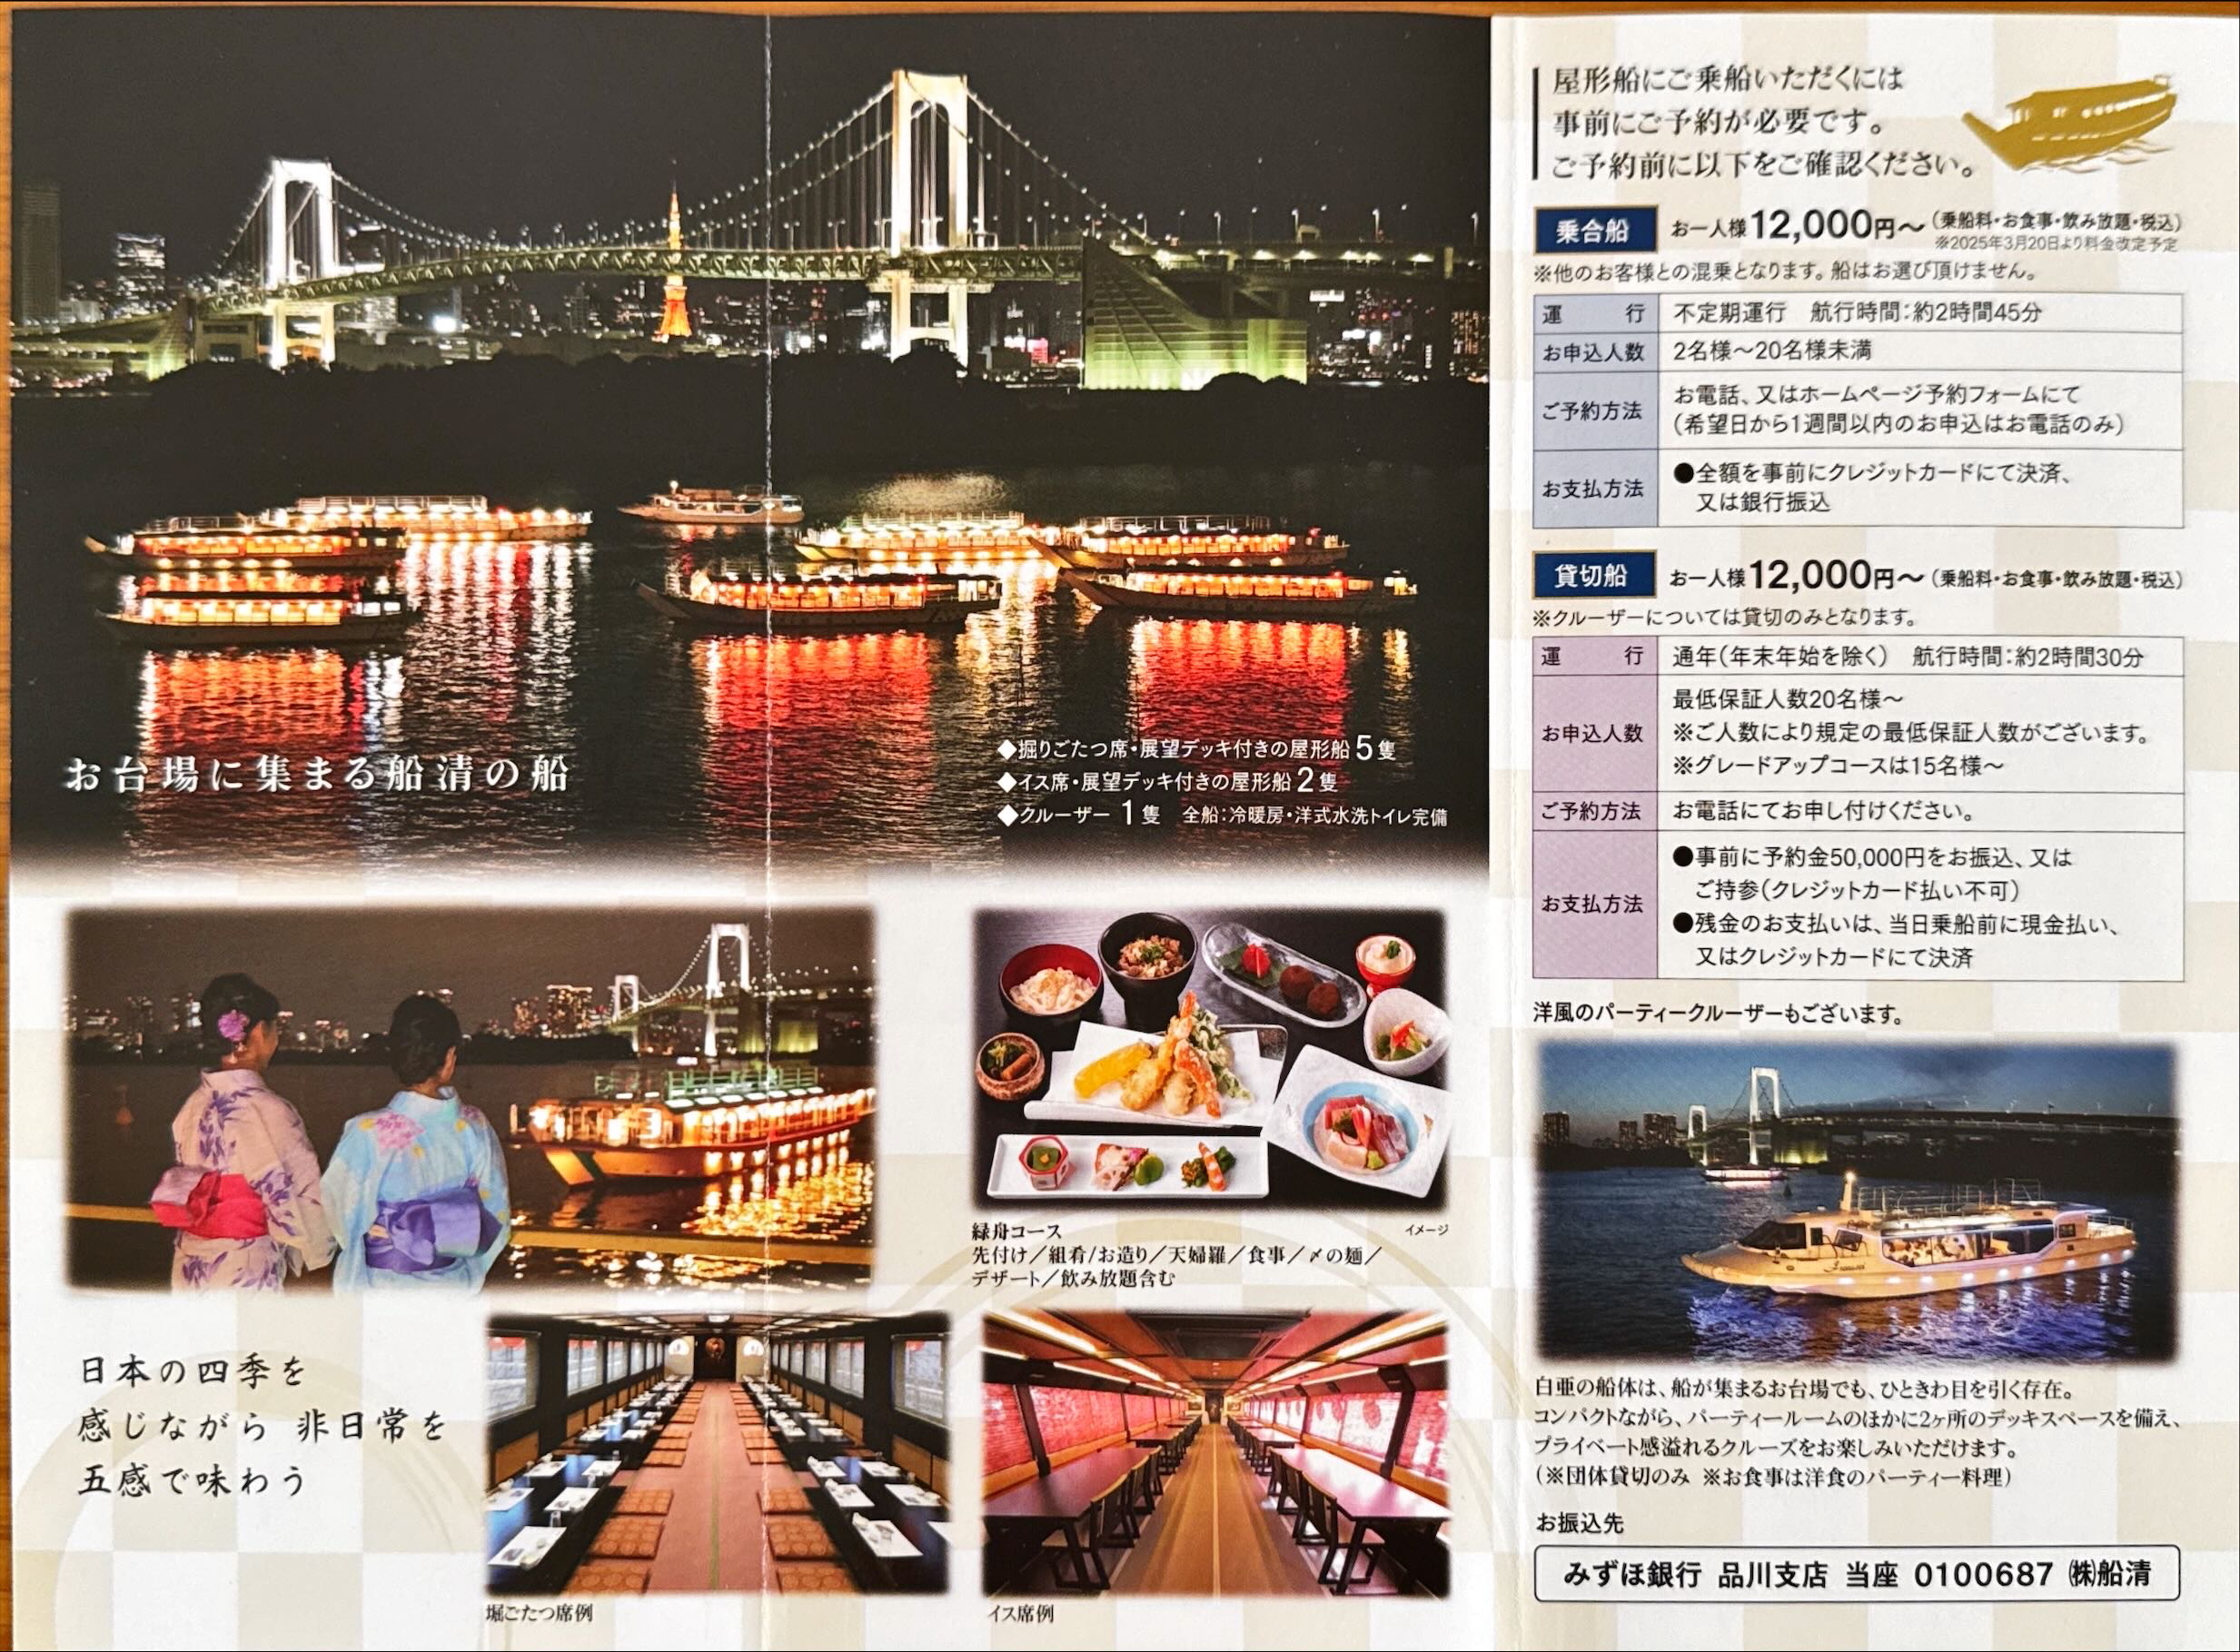 お台場に集まる船清の船
◆掘りごたつ席・展望デッキ付きの屋形船 5 隻
◆イス席・展望デッキ付きの屋形船 2 隻
◆クルーザー 1 隻　全船：冷暖房・洋式水洗トイレ完備
緑舟コース
イメージ
先付け／組肴/お造り／天婦羅／食事／〆の麺／
デザート／飲み放題含む
日本の四季を
感じながら 非日常を
五感で味わう
堀ごたつ席例
イス席例
屋形船にご乗船いただくには
事前にご予約が必要です。
ご予約前に以下をご確認ください。
乗合船 お一人様12,000円～（乗船料・お食事・飲み放題・税込）
※2025年3月20日より料金改定予定
※他のお客様との混乗となります。船はお選び頂けません。
運行 不定期運行　航行時間：約2時間45分
お申込人数 2名様～20名様未満
ご予約方法 お電話、又はホームページ予約フォームにて
（希望日から1週間以内のお申込はお電話のみ）
お支払方法 ●全額を事前にクレジットカードにて決済、
又は銀行振込
貸切船 お一人様12,000円～（乗船料・お食事・飲み放題・税込）
※クルーザーについては貸切のみとなります。
運行 通年（年末年始を除く）　航行時間：約2時間30分
お申込人数 最低保証人数20名様～
※ご人数により規定の最低保証人数がございます。
※グレードアップコースは15名様～
ご予約方法 お電話にてお申し付けください。
お支払方法 ●事前に予約金50,000円をお振込、又は
ご持参（クレジットカード払い不可）
●残金のお支払いは、当日乗船前に現金払い、
又はクレジットカードにて決済
洋風のパーティークルーザーもございます。
白亜の船体は、船が集まるお台場でも、ひときわ目を引く存在。
コンパクトながら、パーティールームのほかに2ヶ所のデッキスペースを備え、
プライベート感溢れるクルーズをお楽しみいただけます。
（※団体貸切のみ ※お食事は洋食のパーティー料理）
お振込先
みずほ銀行 品川支店 当座 0100687 ㈱船清